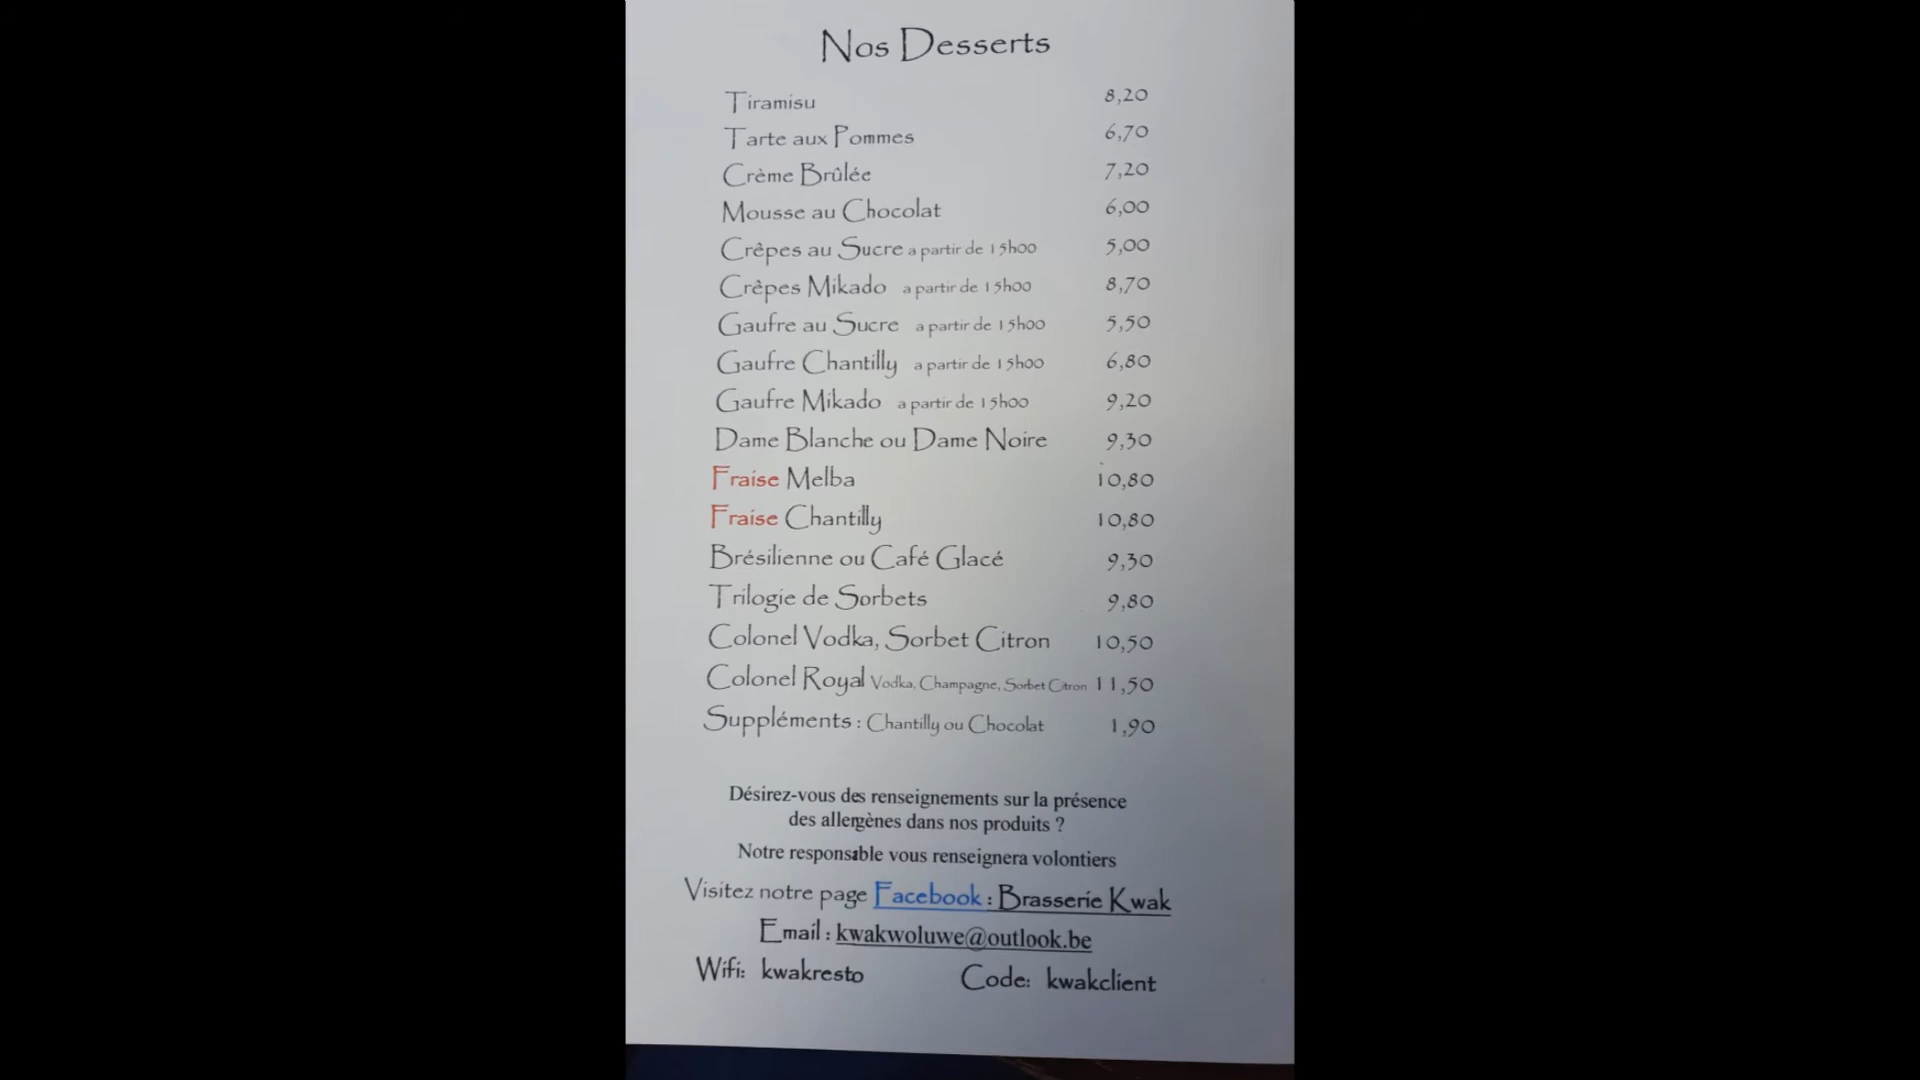 Nos Desserts
Tiramisu 8,20
Tarte aux Pommes 6,70
Crème Brûlée 7,20
Mousse au Chocolat 6,00
Crêpes au Sucre a partir de 15h00 5,00
Crêpes Mikado a partir de 15h00 8,70
Gaufre au Sucre a partir de 15h00 5,50
Gaufre Chantilly a partir de 15h00 6,80
Gaufre Mikado a partir de 15h00 9,20
Dame Blanche ou Dame Noire 9,30
Fraise Melba 10,80
Fraise Chantilly 10,80
Brésilienne ou Café Glacé 9,30
Trilogie de Sorbets 9,80
Colonel Vodka, Sorbet Citron 10,50
Colonel Royal Vodka, Champagne, Sorbet Citron 11,50
Suppléments : Chantilly ou Chocolat 1,90
Désirez-vous des renseignements sur la présence
des allergènes dans nos produits ?
Notre responsable vous renseignera volontiers
Visitez notre page Facebook : Brasserie Kwak
Email : kwakwoluwe@outlook.be
Wifi: kwakresto Code: kwakclient